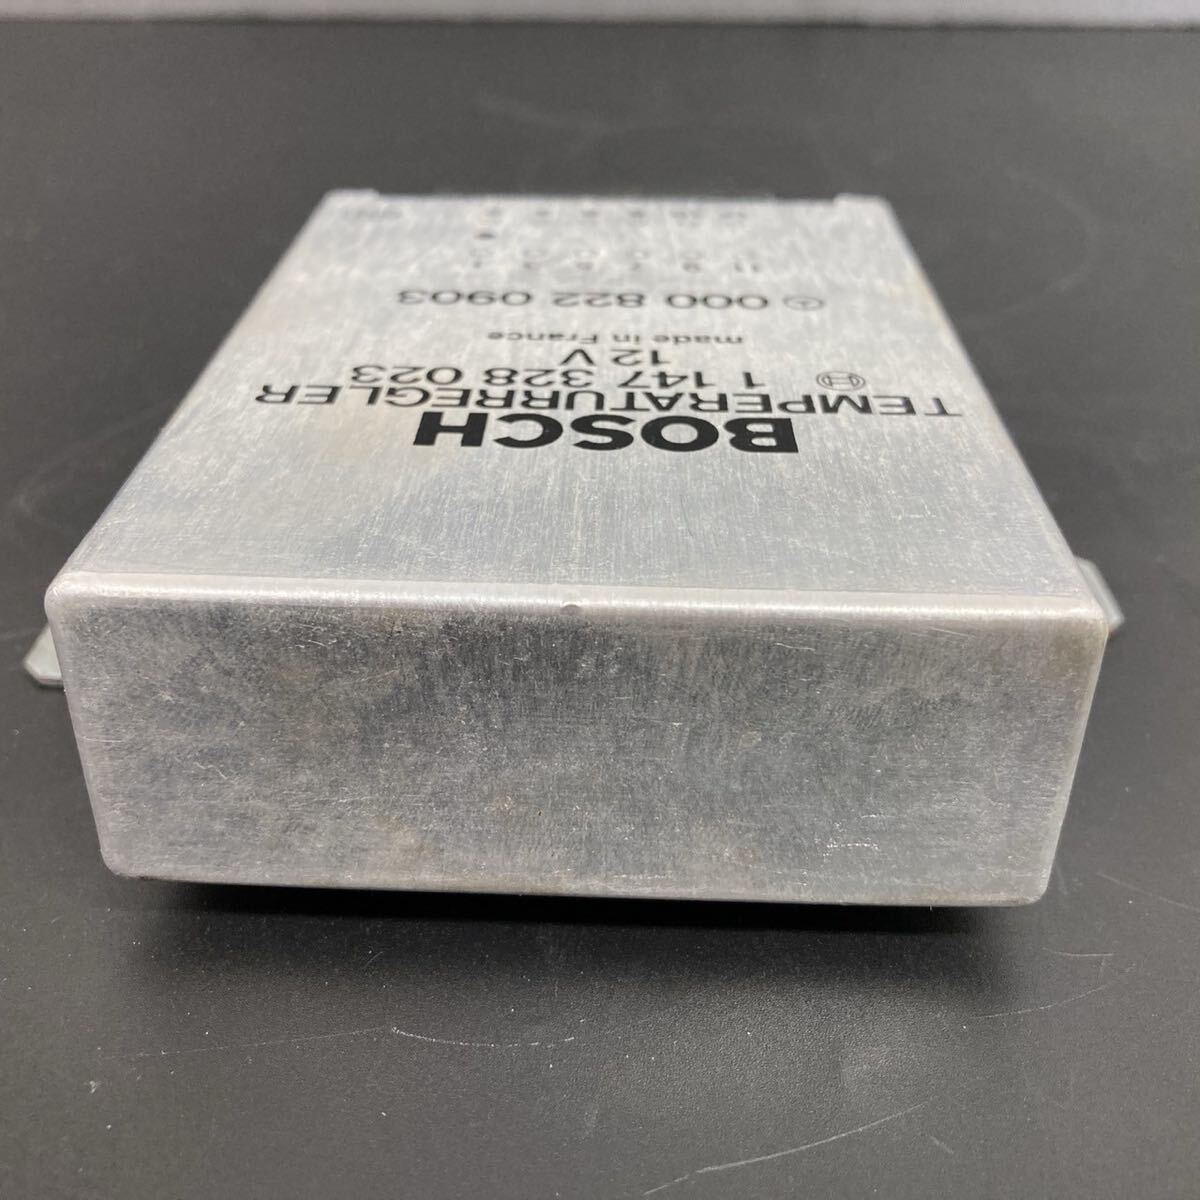 BOSCH
TEMPERATURREGLER
1 147 328 023
12 V
made in France
000 822 0903